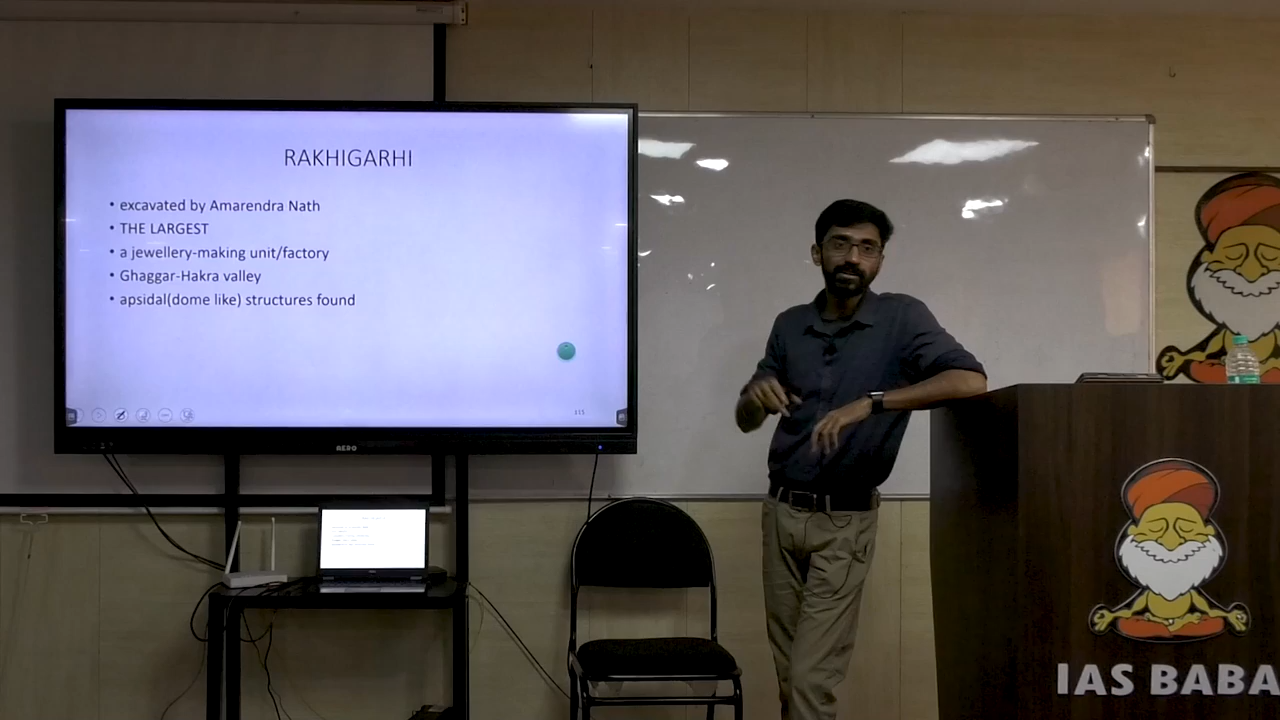 RAKHIGARHI
• excavated by Amarendra Nath
• THE LARGEST
• a jewellery-making unit/factory
• Ghaggar-Hakra valley
• apsidal(dome like) structures found
AERO
IAS BABA